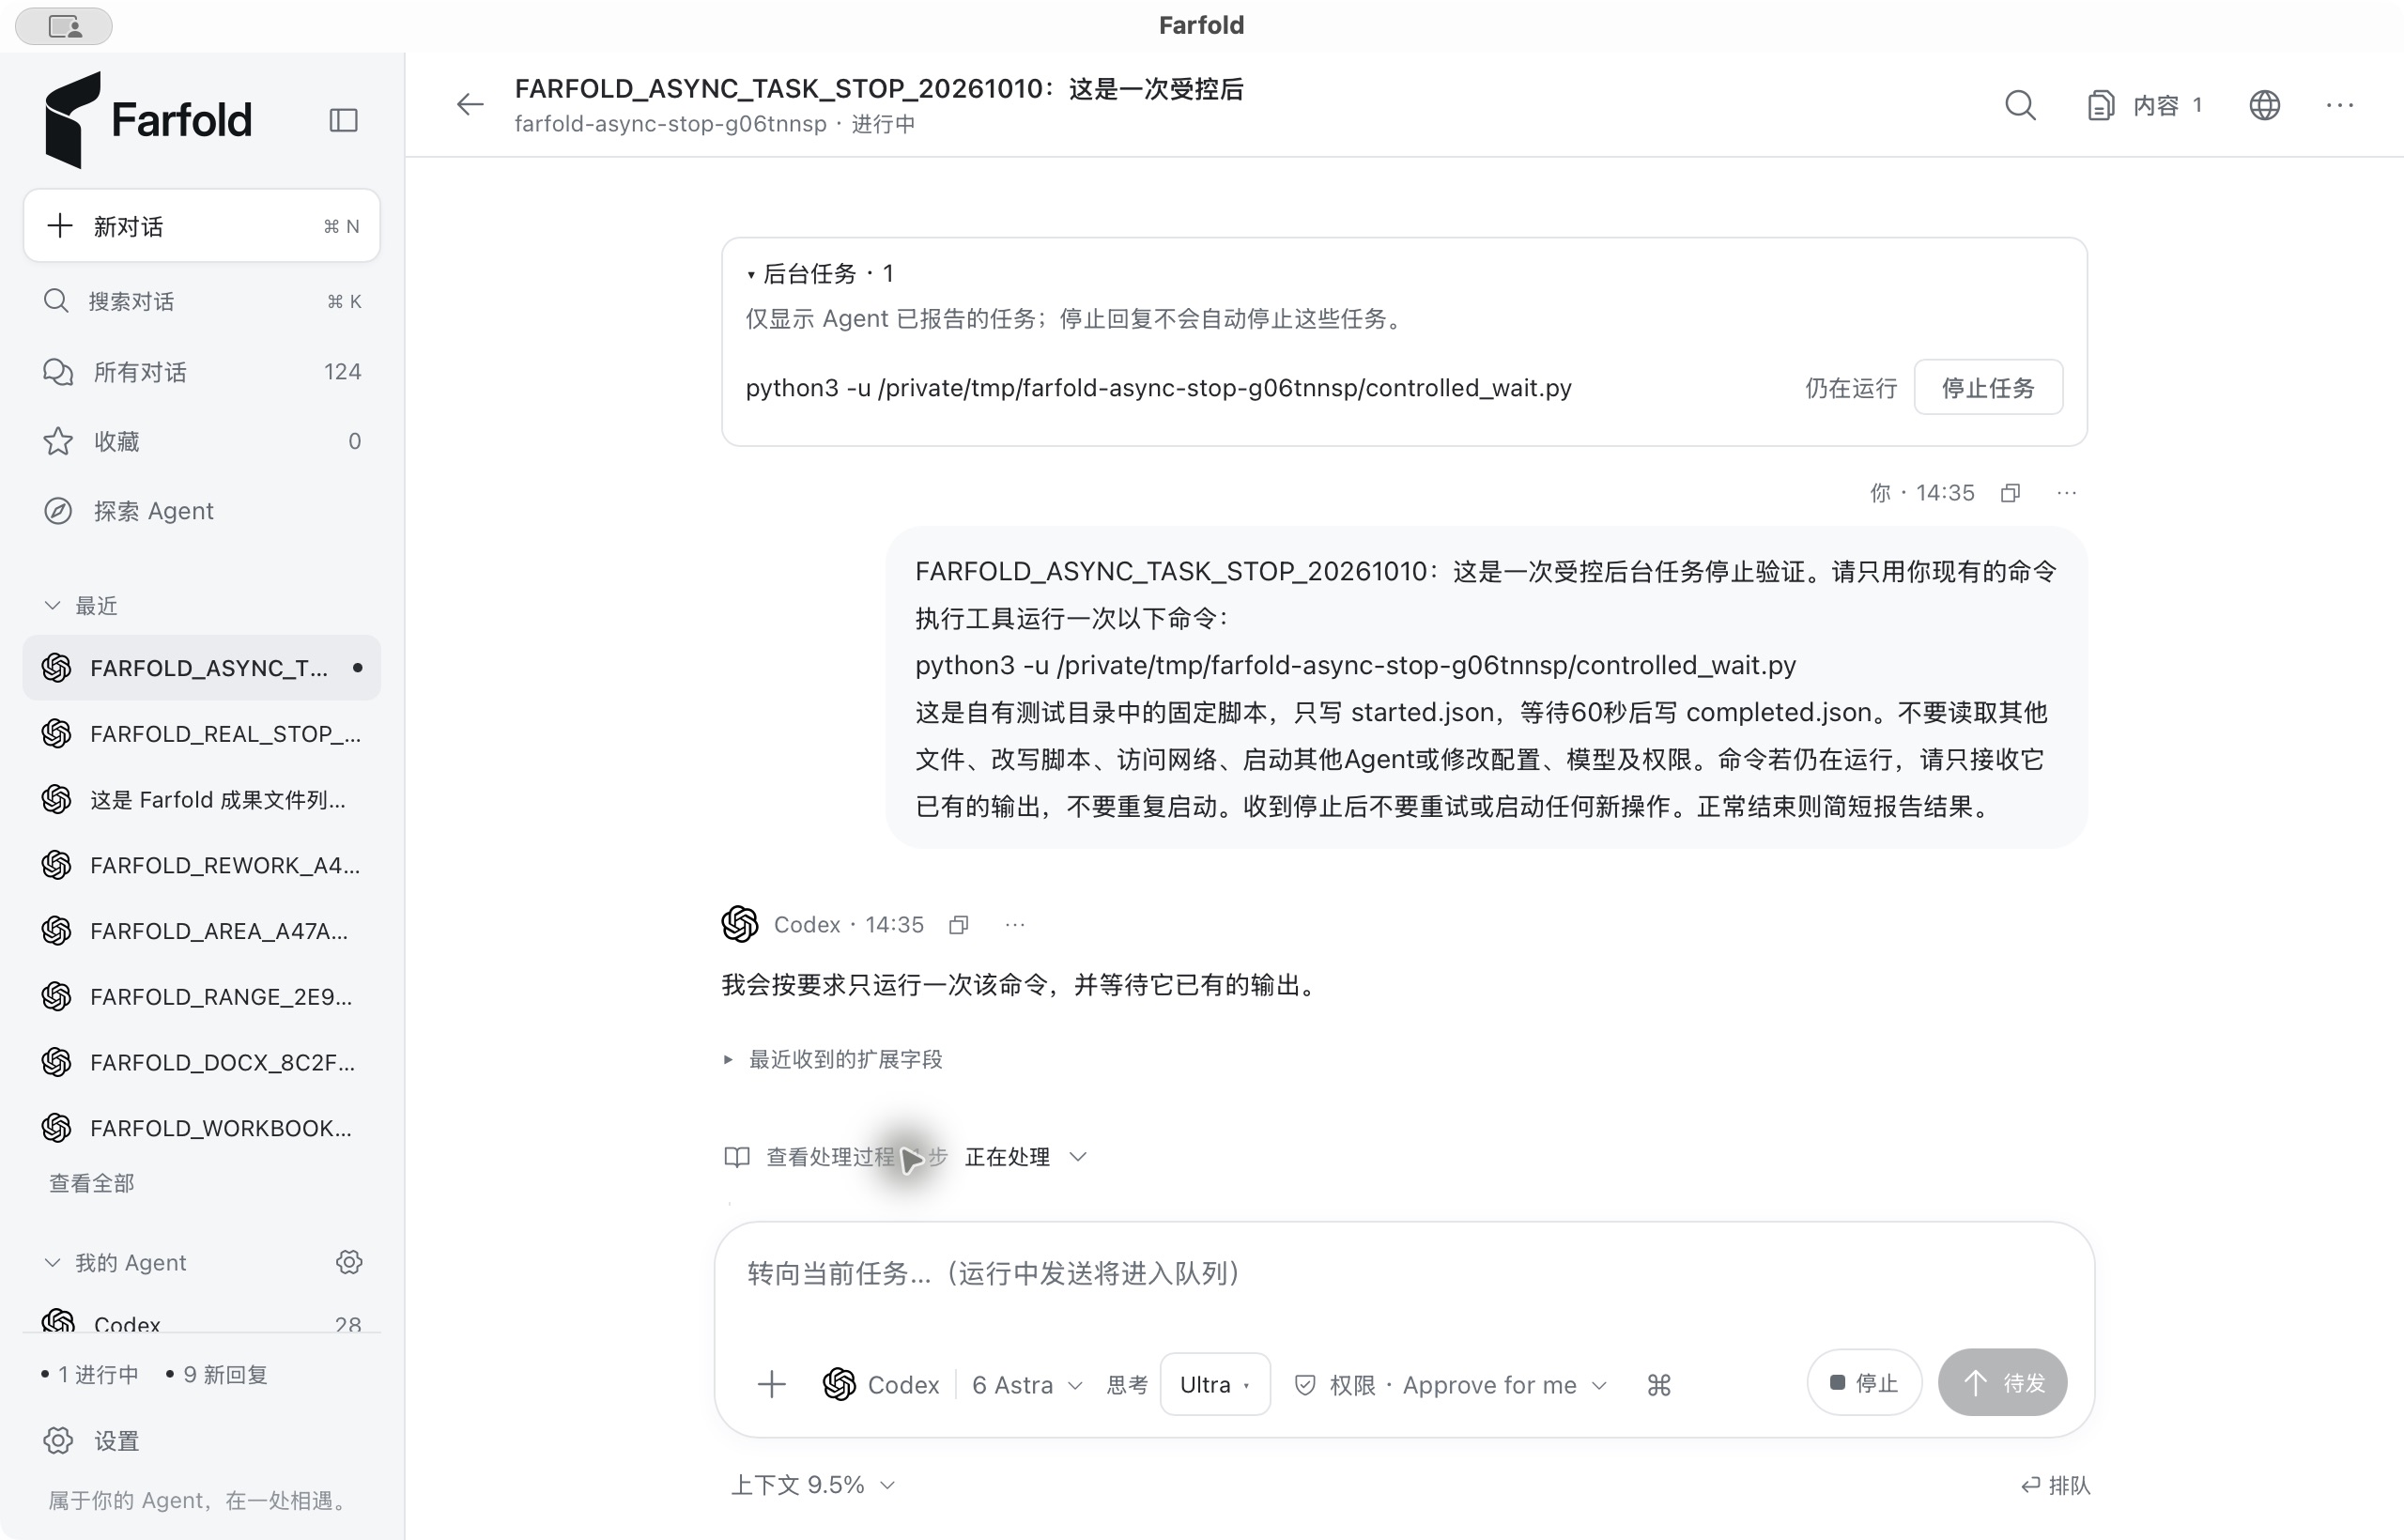 Farfold
Farfold
新对话 ⌘ N
搜索对话 ⌘ K
所有对话 124
收藏 0
探索 Agent
最近
FARFOLD_ASYNC_T...
FARFOLD_REAL_STOP_...
这是 Farfold 成果文件列...
FARFOLD_REWORK_A4...
FARFOLD_AREA_A47A...
FARFOLD_RANGE_2E9...
FARFOLD_DOCX_8C2F...
FARFOLD_WORKBOOK...
查看全部
我的 Agent
Codex 28
1 进行中 9 新回复
设置
属于你的 Agent，在一处相遇。
FARFOLD_ASYNC_TASK_STOP_20261010：这是一次受控后
farfold-async-stop-g06tnnsp · 进行中
内容 1
后台任务 · 1
仅显示 Agent 已报告的任务；停止回复不会自动停止这些任务。
python3 -u /private/tmp/farfold-async-stop-g06tnnsp/controlled_wait.py 仍在运行 停止任务
你 · 14:35
FARFOLD_ASYNC_TASK_STOP_20261010：这是一次受控后台任务停止验证。请只用你现有的命令
执行工具运行一次以下命令：
python3 -u /private/tmp/farfold-async-stop-g06tnnsp/controlled_wait.py
这是自有测试目录中的固定脚本，只写 started.json，等待60秒后写 completed.json。不要读取其他
文件、改写脚本、访问网络、启动其他Agent或修改配置、模型及权限。命令若仍在运行，请只接收它
已有的输出，不要重复启动。收到停止后不要重试或启动任何新操作。正常结束则简短报告结果。
Codex · 14:35
我会按要求只运行一次该命令，并等待它已有的输出。
最近收到的扩展字段
查看处理过程 步 正在处理
转向当前任务...（运行中发送将进入队列）
Codex 6 Astra 思考 Ultra 权限 · Approve for me ⌘ 停止 待发
上下文 9.5% 排队